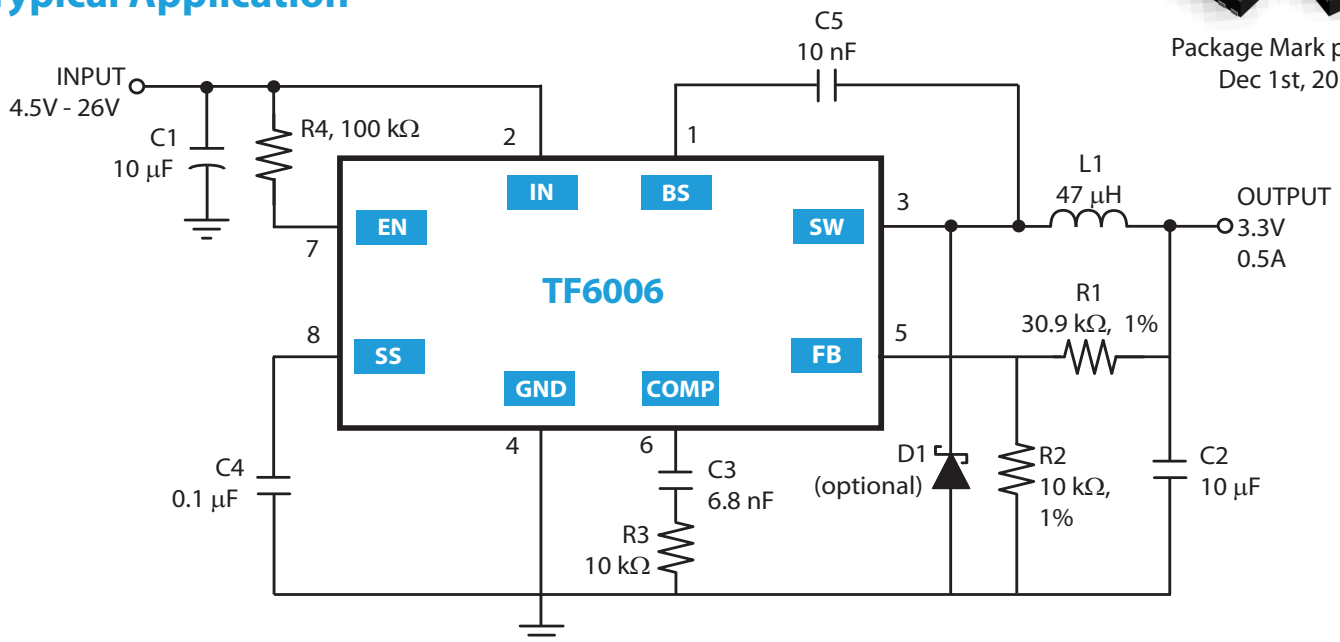 Typical Application
Package Mark p
Dec 1st, 20
C5
10 nF
INPUT
4.5V - 26V
C1
10 μF
R4, 100 kΩ
2
1
IN
BS
EN
7
SW
3
L1
47 μH
OUTPUT
3.3V
0.5A
TF6006
R1
30.9 kΩ, 1%
8
SS
FB
5
GND
COMP
4
6
C4
0.1 μF
C3
6.8 nF
R3
10 kΩ
D1
(optional)
R2
10 kΩ,
1%
C2
10 μF